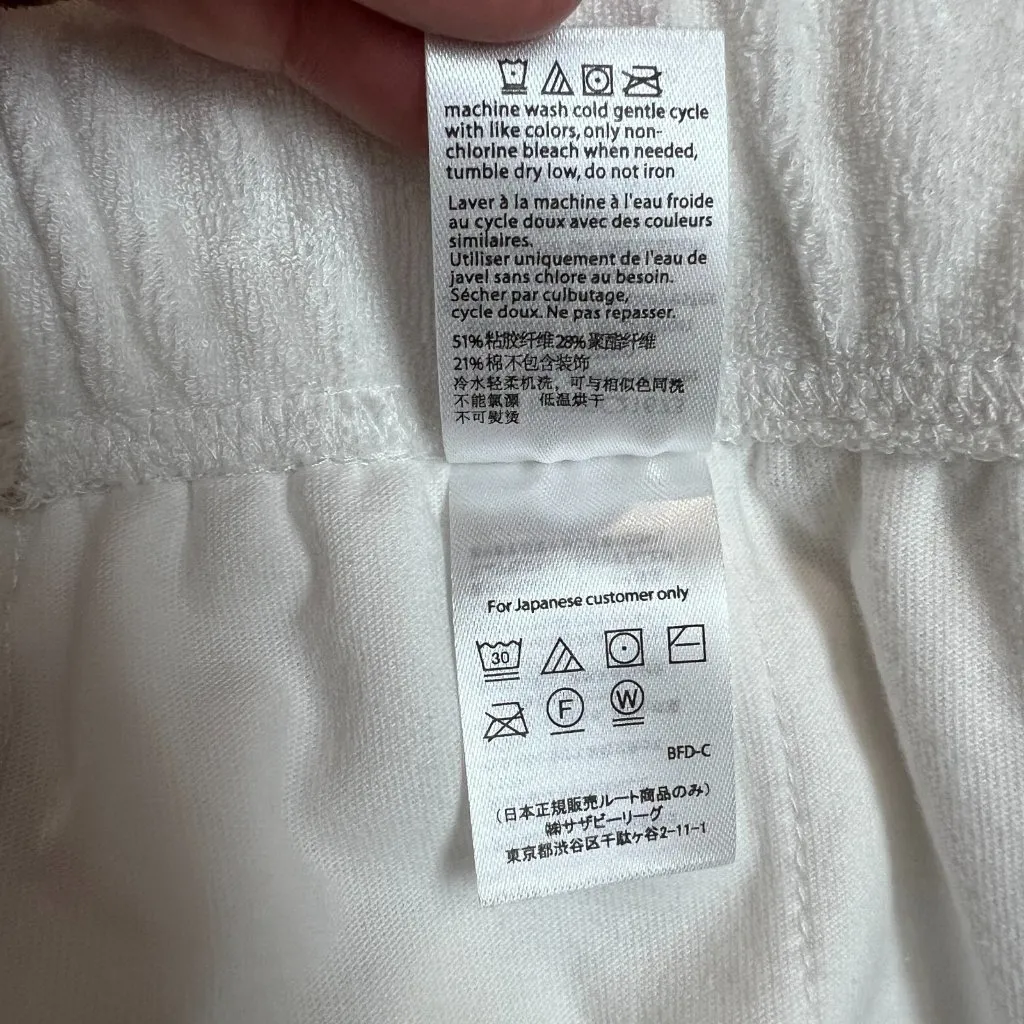 machine wash cold gentle cycle
with like colors, only non-
chlorine bleach when needed,
tumble dry low, do not iron
Laver à la machine à l'eau froide
au cycle doux avec des couleurs
similaires.
Utiliser uniquement de l'eau de
javel sans chlore au besoin.
Sécher par culbutage,
cycle doux. Ne pas repasser.
51%粘胶纤维28%聚酯纤维
21%棉不包含装饰
冷水轻柔机洗，可与相似色同洗
不能氯漂 低温烘干
不可熨烫
For Japanese customer only
30
F W
BFD-C
(日本正規販売ルート商品のみ)
㈱サザビーリーグ
東京都渋谷区千駄ヶ谷2-11-1